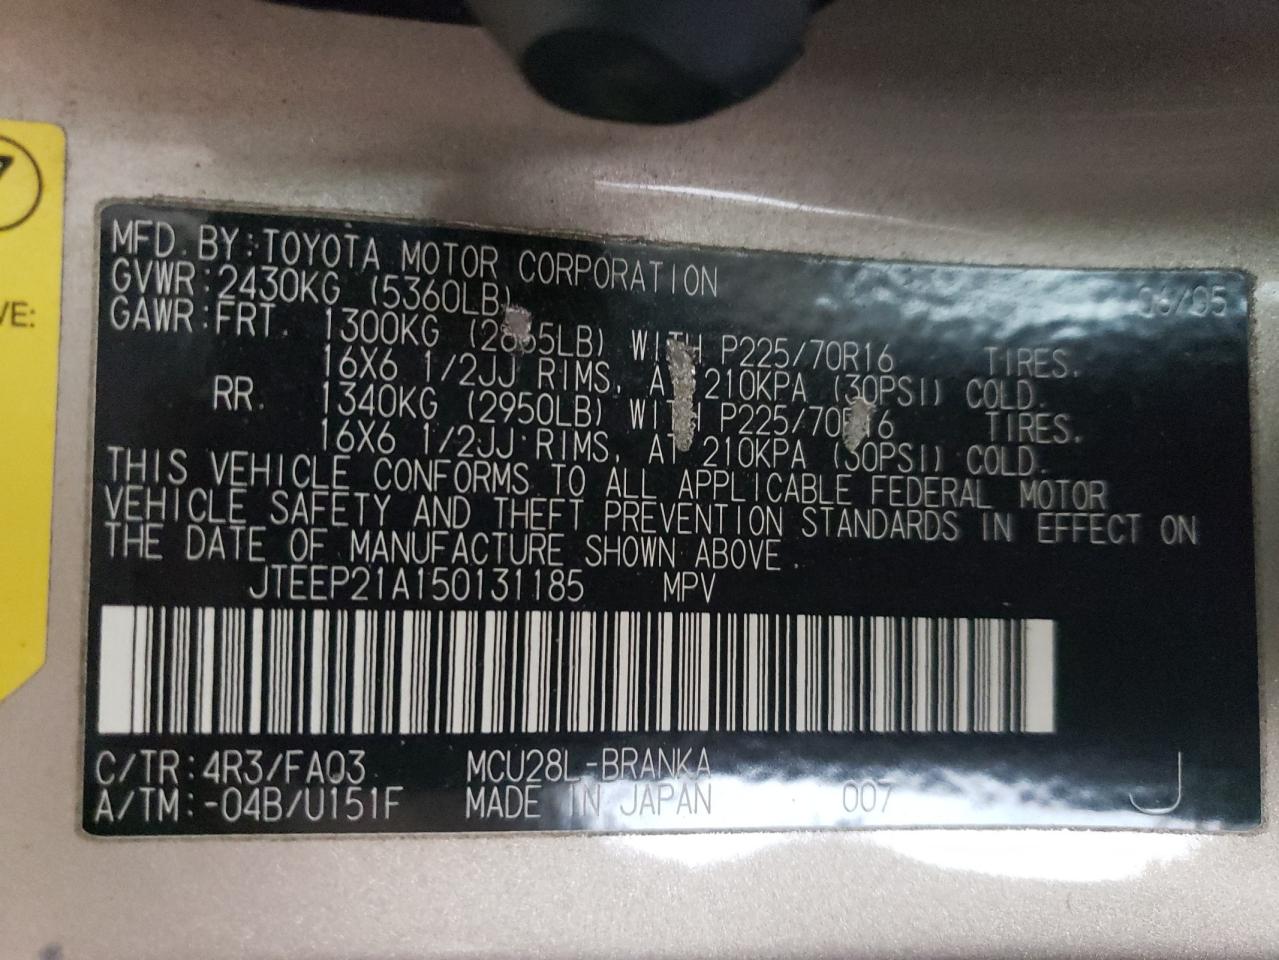 7
VE:
MFD. BY: TOYOTA MOTOR CORPORATION 06/05
GVWR: 2430KG (5360LB)
GAWR: FRT. 1300KG (2865LB) WITH P225/70R16 TIRES.
16X6 1/2JJ RIMS, AT 210KPA (30PSI) COLD.
RR. 1340KG (2950LB) WITH P225/70R16 TIRES.
16X6 1/2JJ RIMS, AT 210KPA (30PSI) COLD.
THIS VEHICLE CONFORMS TO ALL APPLICABLE FEDERAL MOTOR
VEHICLE SAFETY AND THEFT PREVENTION STANDARDS IN EFFECT ON
THE DATE OF MANUFACTURE SHOWN ABOVE.
JTEEP21A150131185 MPV
C/TR: 4R3/FA03 MCU28L-BRANKA
A/TM: -04B/U151F MADE IN JAPAN 007 J